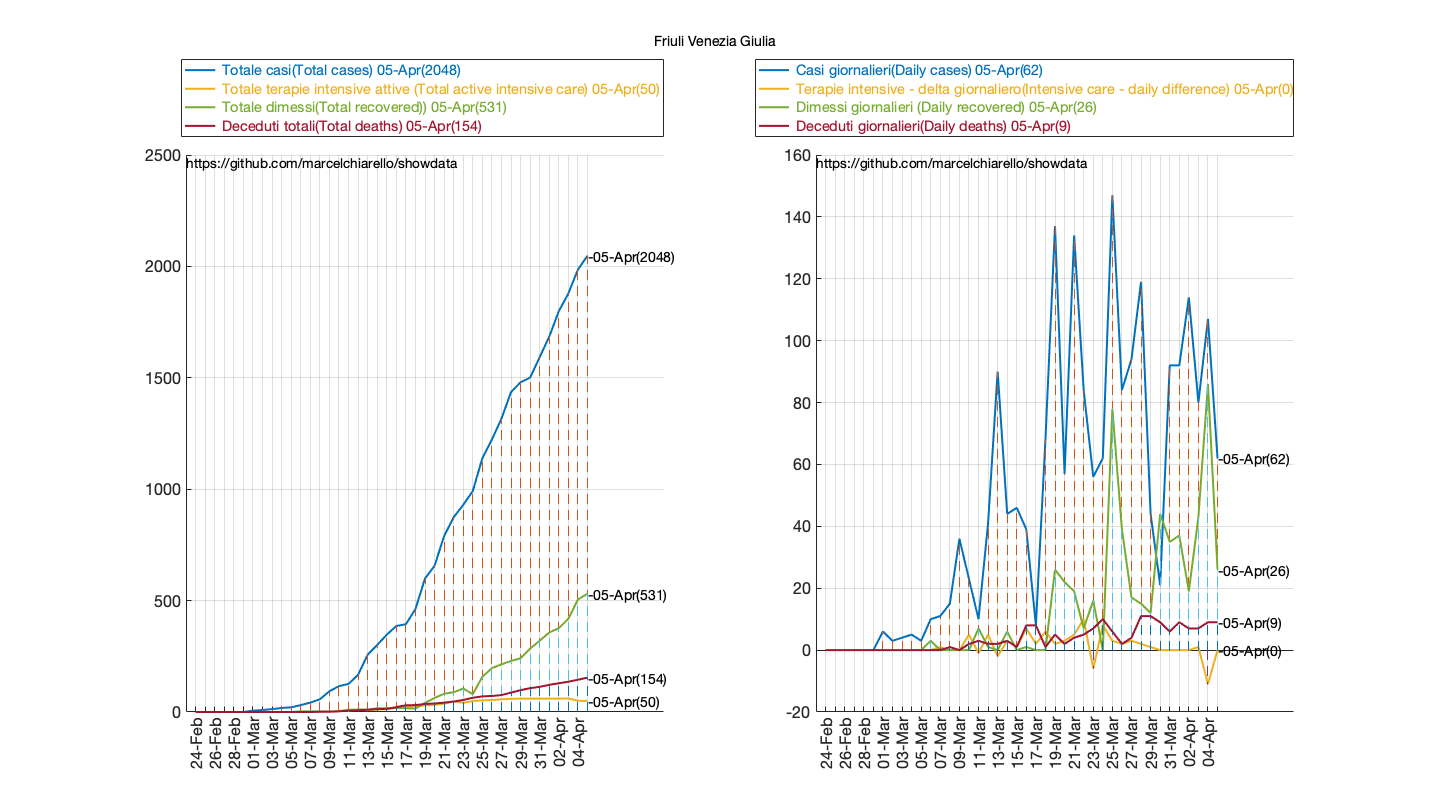 Friuli Venezia Giulia
Totale casi(Total cases) 05-Apr(2048)
Totale terapie intensive attive (Total active intensive care) 05-Apr(50)
Totale dimessi(Total recovered)) 05-Apr(531)
Deceduti totali(Total deaths) 05-Apr(154)
2500
https://github.com/marcelchiarello/showdata
2000
1500
1000
500
0
-05-Apr(2048)
-05-Apr(531)
-05-Apr(154)
-05-Apr(50)
24-Feb
26-Feb
28-Feb
01-Mar
03-Mar
05-Mar
07-Mar
09-Mar
11-Mar
13-Mar
15-Mar
17-Mar
19-Mar
21-Mar
23-Mar
25-Mar
27-Mar
29-Mar
31-Mar
02-Apr
04-Apr
Casi giornalieri(Daily cases) 05-Apr(62)
Terapie intensive - delta giornaliero(Intensive care - daily difference) 05-Apr(0)
Dimessi giornalieri (Daily recovered) 05-Apr(26)
Deceduti giornalieri(Daily deaths) 05-Apr(9)
160
https://github.com/marcelchiarello/showdata
140
120
100
80
60
40
20
0
-20
-05-Apr(62)
-05-Apr(26)
-05-Apr(9)
-05-Apr(0)
24-Feb
26-Feb
28-Feb
01-Mar
03-Mar
05-Mar
07-Mar
09-Mar
11-Mar
13-Mar
15-Mar
17-Mar
19-Mar
21-Mar
23-Mar
25-Mar
27-Mar
29-Mar
31-Mar
02-Apr
04-Apr